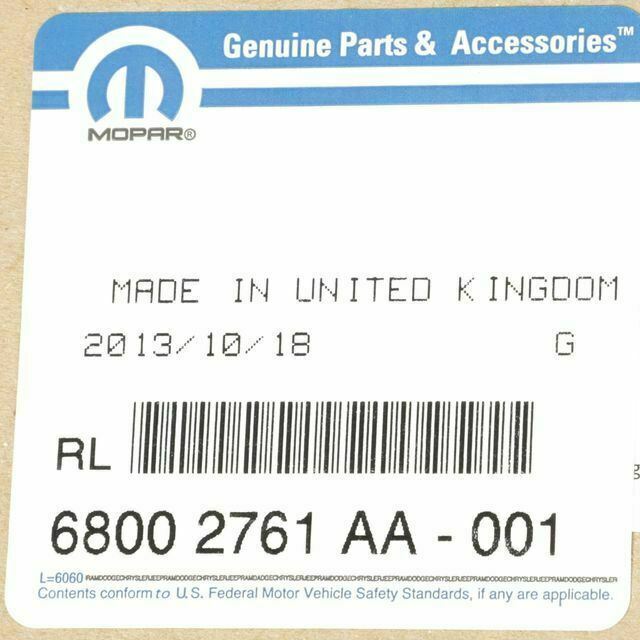 Genuine Parts & Accessories™
MOPAR®
MADE IN UNITED KINGDOM
2013/10/18 G
RL
6800 2761 AA - 001
L=6060
Contents conform to U.S. Federal Motor Vehicle Safety Standards, if any are applicable.